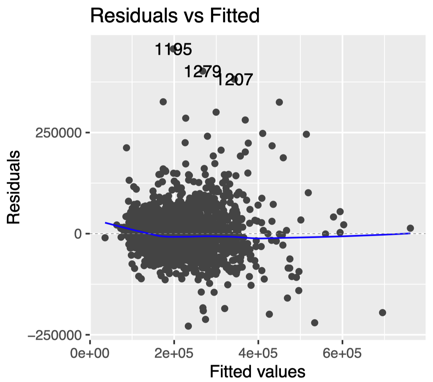 Residuals vs Fitted
1195
1279
1207
Residuals
250000
0
−250000
0e+00
2e+05
4e+05
6e+05
Fitted values